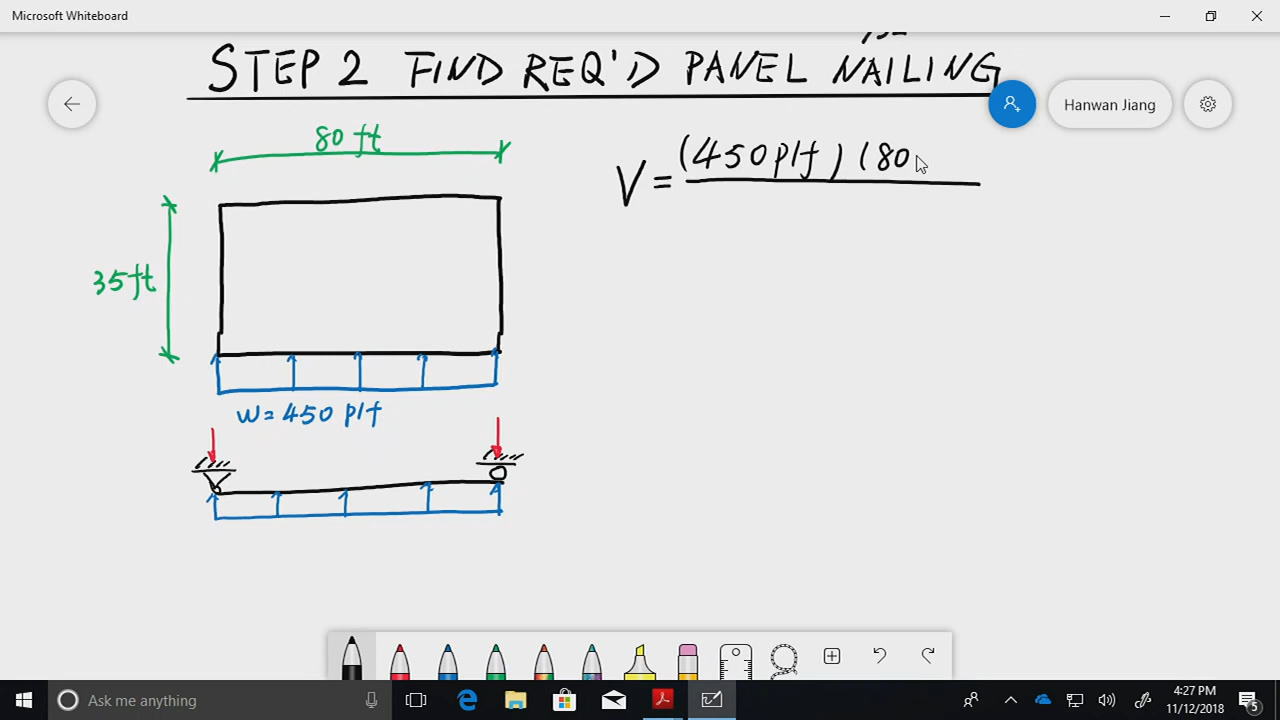 Microsoft Whiteboard
STEP 2 FIND REQ'D PANEL NAILING
Hanwan Jiang
80 ft
V = (450 plf) (80
35 ft
w = 450 plf
Ask me anything
4:27 PM
11/12/2018
5